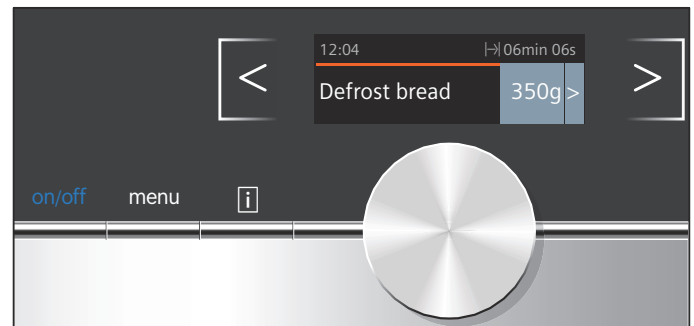 12:04 06min 06s
Defrost bread 350g >
< >
on/off menu i